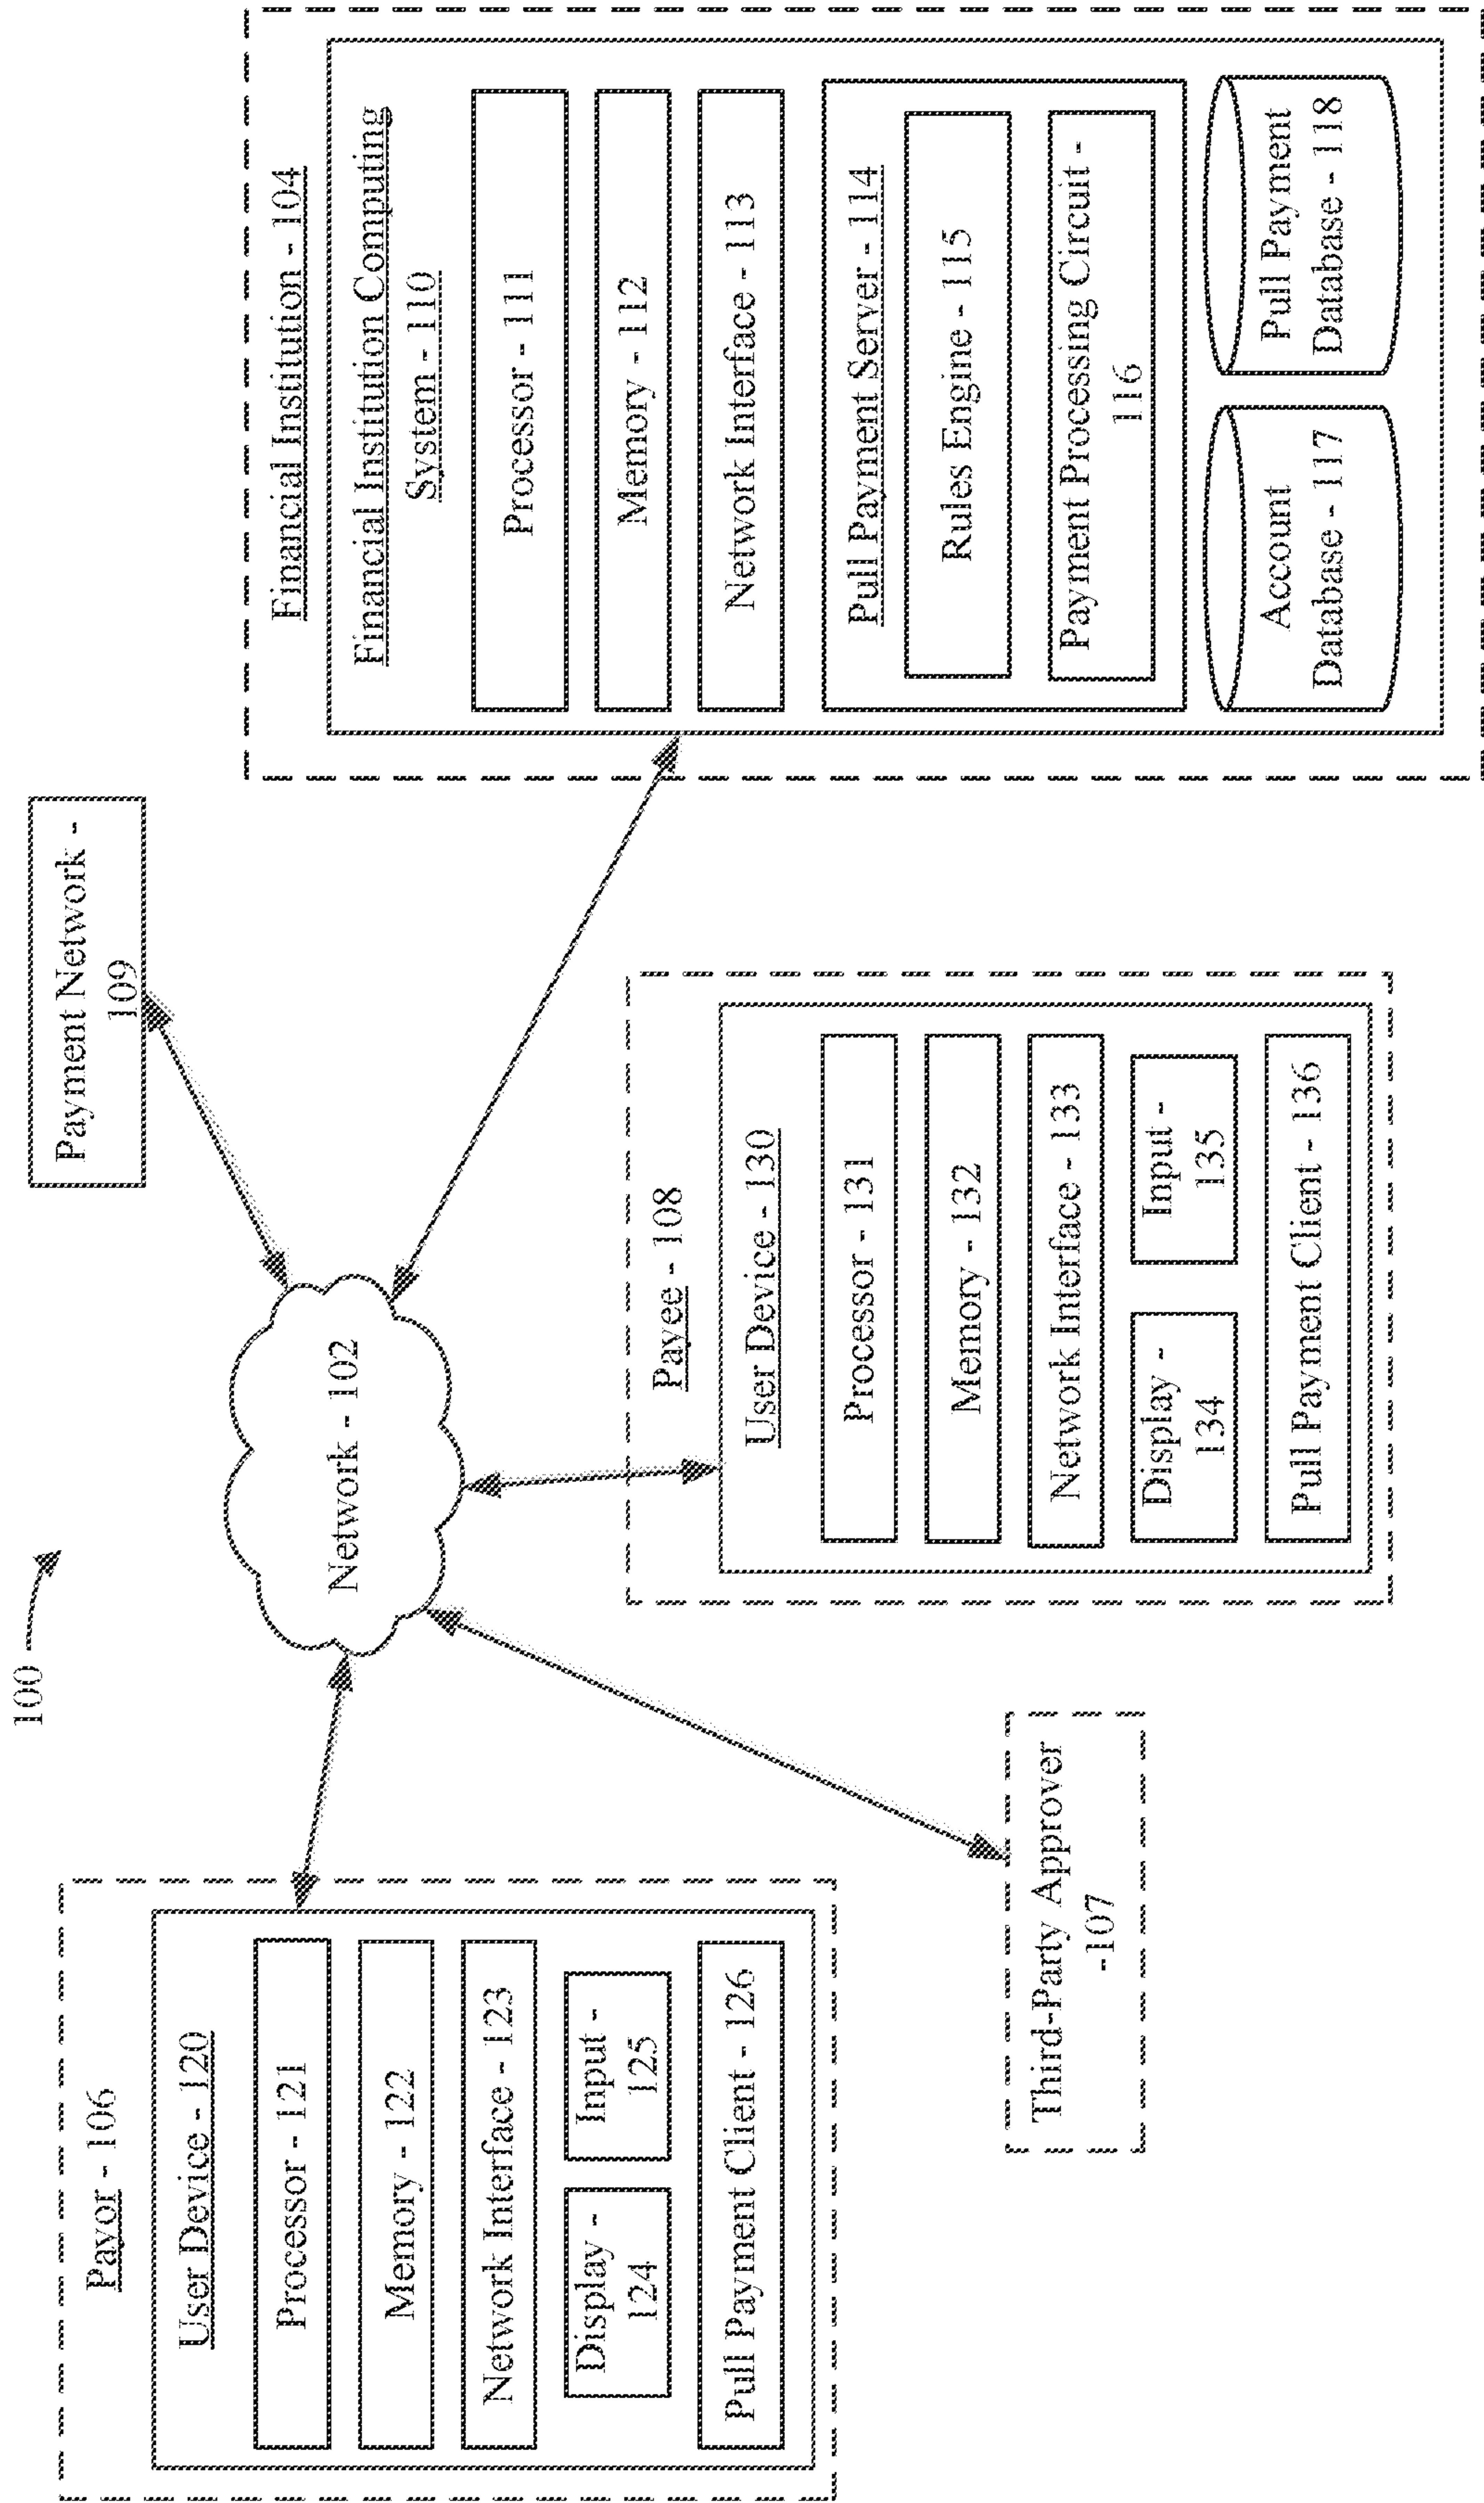 100
Payor - 106
User Device - 120
Processor - 121
Memory - 122
Network Interface - 123
Display -
124
Input -
125
Pull Payment Client - 126
Third-Party Approver
-107
Network - 102
Payment Network -
109
Payee - 108
User Device - 130
Processor - 131
Memory - 132
Network Interface - 133
Display -
134
Input -
135
Pull Payment Client - 136
Financial Institution - 104
Financial Institution Computing
System - 110
Processor - 111
Memory - 112
Network Interface - 113
Pull Payment Server - 114
Rules Engine - 115
Payment Processing Circuit -
116
Account
Database - 117
Pull Payment
Database - 118